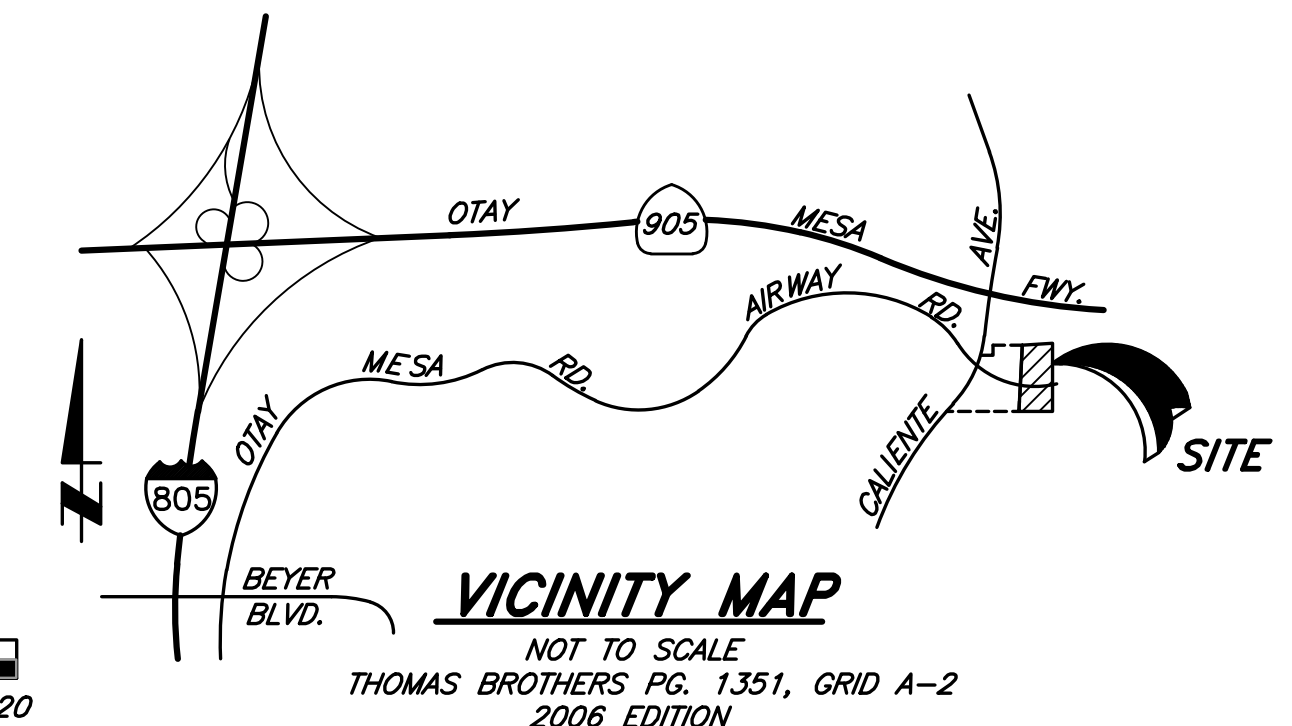 OTAY
905
MESA
AVE.
FWY.
AIRWAY
RD.
MESA
RD.
OTAY
CALIENTE
SITE
N
805
BEYER
BLVD.
VICINITY MAP
NOT TO SCALE
THOMAS BROTHERS PG. 1351, GRID A-2
2006 EDITION
20